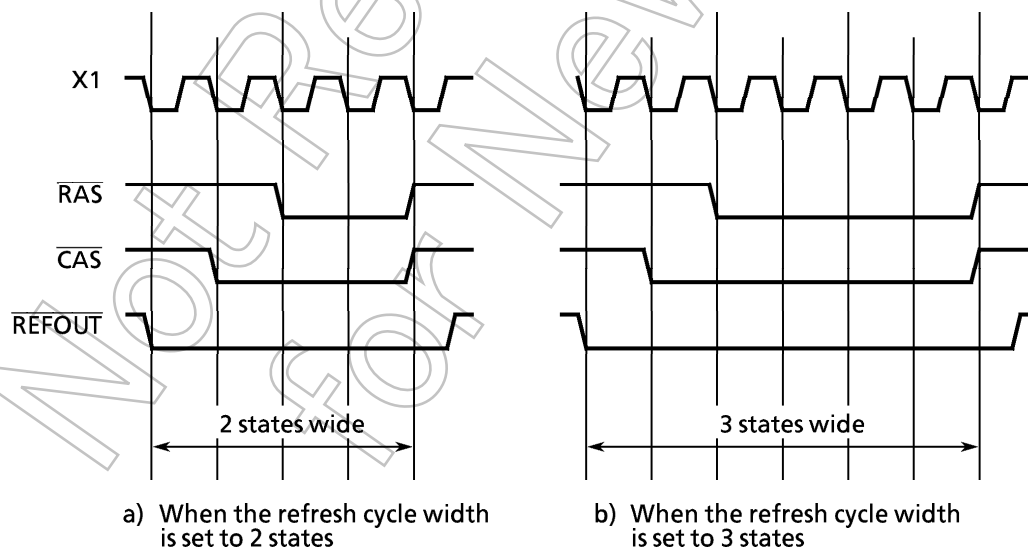 X1
RAS
CAS
REFOUT
2 states wide
3 states wide
a) When the refresh cycle width
is set to 2 states
b) When the refresh cycle width
is set to 3 states
Not Re
for New